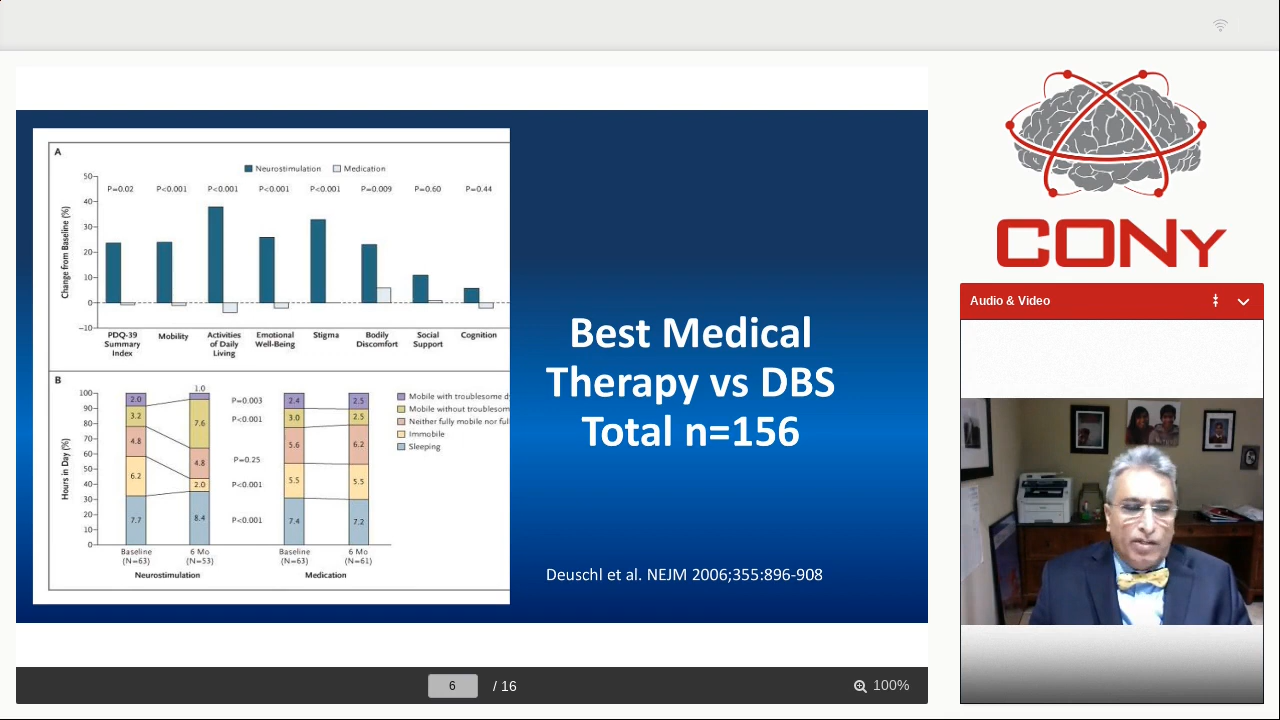 A
Neurostimulation Medication
50
40
30
20
10
0
−10
Change from Baseline (%)
P=0.02 P<0.001 P<0.001 P<0.001 P<0.001 P=0.009 P=0.60 P=0.44
PDQ-39 Summary Index
Mobility
Activities of Daily Living
Emotional Well-Being
Stigma
Bodily Discomfort
Social Support
Cognition
B
100
90
80
70
60
50
40
30
20
10
0
Hours in Day (%)
2.0
3.2
4.8
6.2
7.7
1.0
7.6
4.8
2.0
8.4
P=0.003
P<0.001
P=0.25
P<0.001
P<0.001
2.4
3.0
5.6
5.5
7.4
2.5
2.5
6.2
5.5
7.2
Mobile with troublesome
Mobile without troublesom
Neither fully mobile nor ful
Immobile
Sleeping
Baseline 6 Mo Baseline 6 Mo
(N=63) (N=53) (N=63) (N=61)
Neurostimulation Medication
Best Medical
Therapy vs DBS
Total n=156
Deuschl et al. NEJM 2006;355:896-908
6 / 16
100%
CONy
Audio & Video